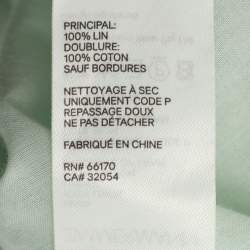 PRINCIPAL:
100% LIN
DOUBLURE:
100% COTON
SAUF BORDURES
NETTOYAGE À SEC
UNIQUEMENT CODE P
REPASSAGE DOUX
NE PAS DÉTACHER
FABRIQUÉ EN CHINE
RN# 66170
CA# 32054